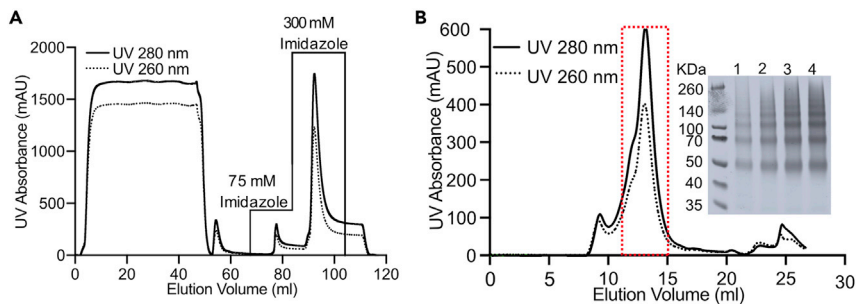 A
UV 280 nm
UV 260 nm
300 mM
Imidazole
75 mM
Imidazole
UV Absorbance (mAU)
2000
1500
1000
500
0
0 20 40 60 80 100 120
Elution Volume (ml)
B
UV 280 nm
UV 260 nm
UV Absorbance (mAU)
600
500
400
300
200
100
0
0 5 10 15 20 25 30
Elution Volume (ml)
KDa 1 2 3 4
260
140
100
70
50
40
35